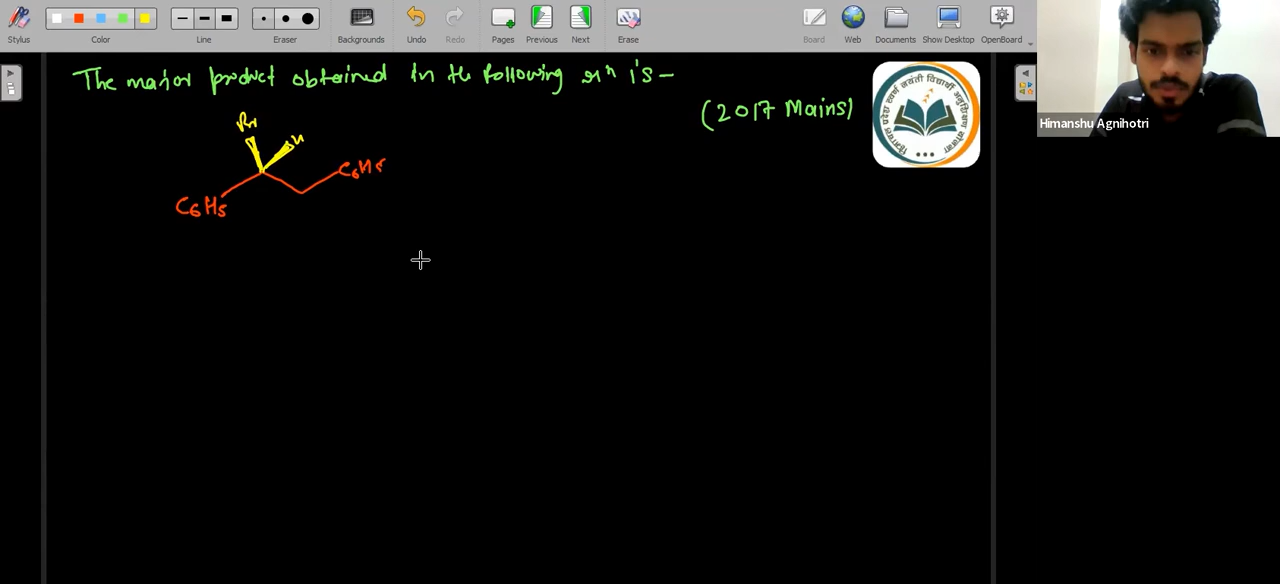 Stylus
Color
Line
Eraser
Backgrounds
Undo
Redo
Pages
Previous
Next
Erase
Board
Web
Documents
Show Desktop
OpenBoard
The major product obtained in the following rxn is -
(2017 Mains)
Br
H
C6H5
C6H5
Himanshu Agnihotri